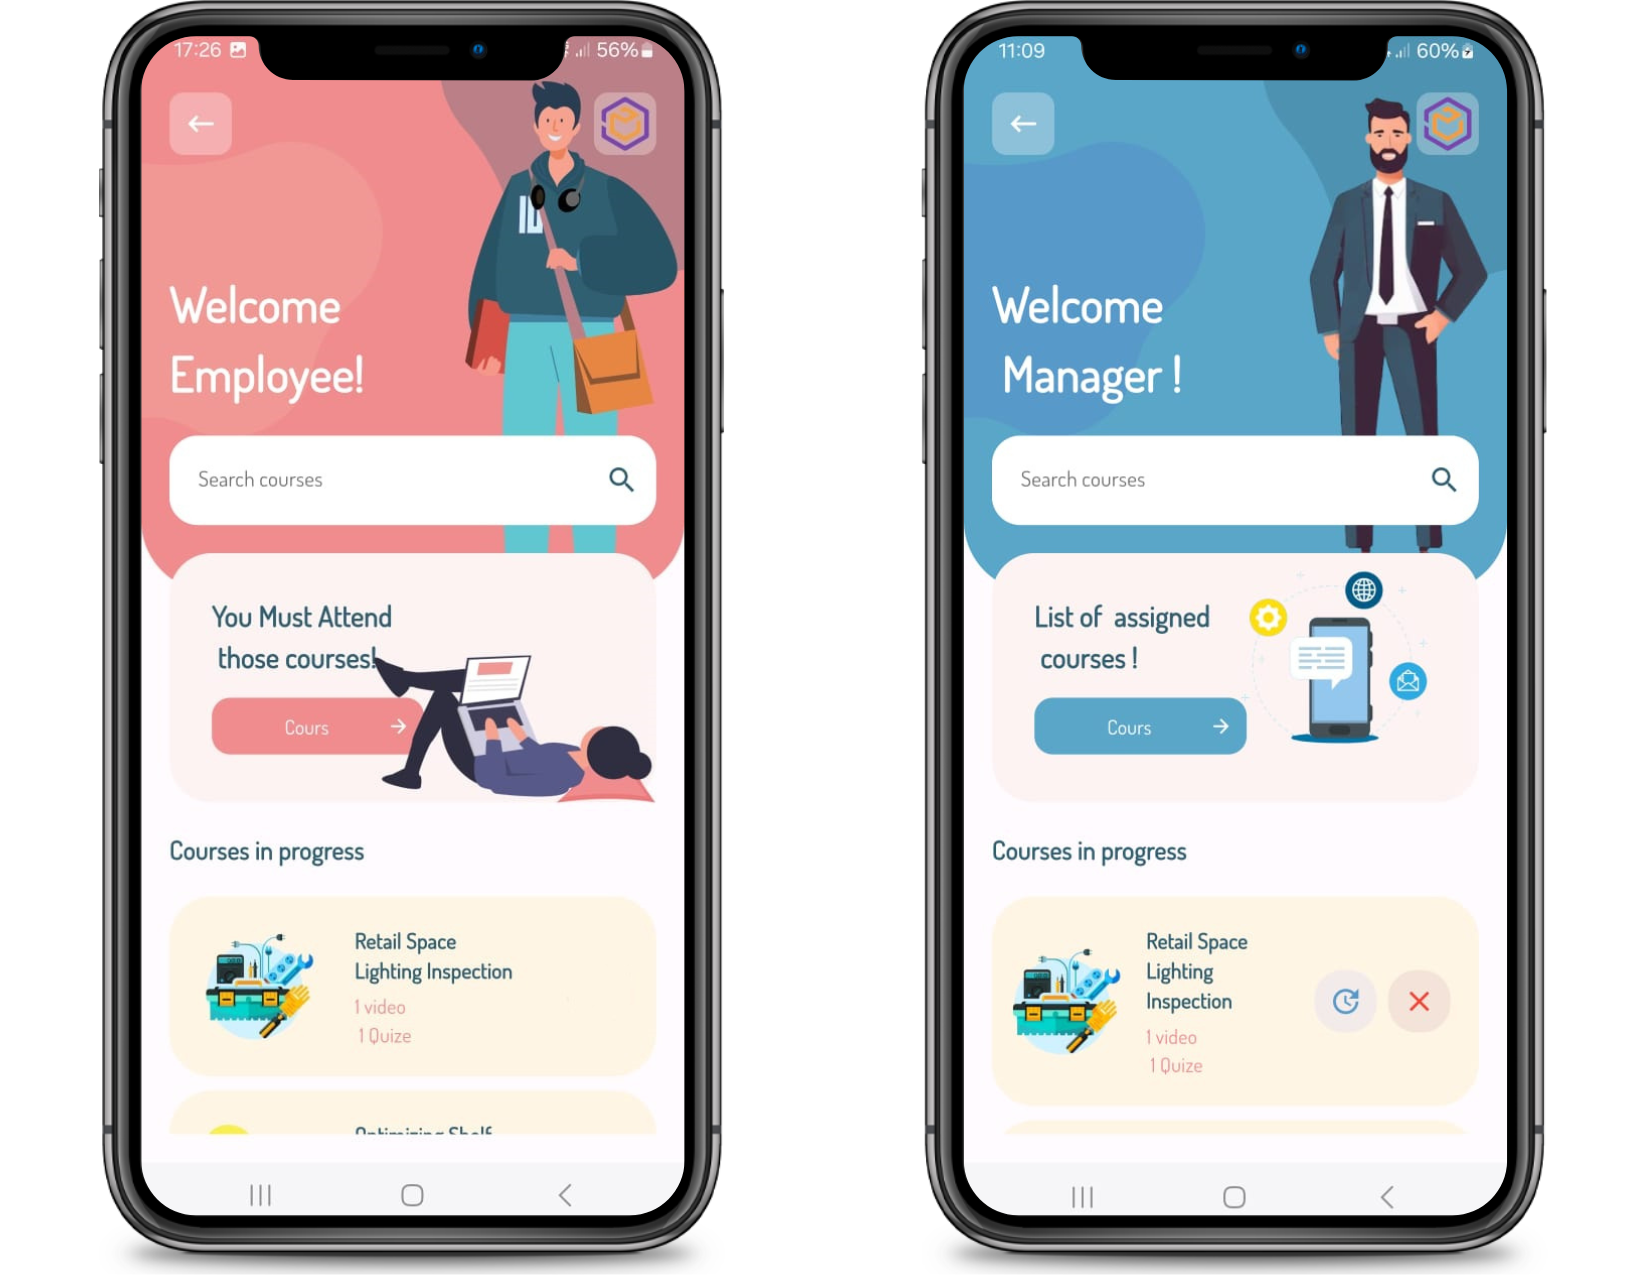 17:26
56%
Welcome
Employee!
Search courses
You Must Attend
those courses!
Cours
Courses in progress
Retail Space
Lighting Inspection
1 video
1 Quize
Optimizing Shelf
11:09
60%
Welcome
Manager !
Search courses
List of assigned
courses !
Cours
Courses in progress
Retail Space
Lighting
Inspection
1 video
1 Quize